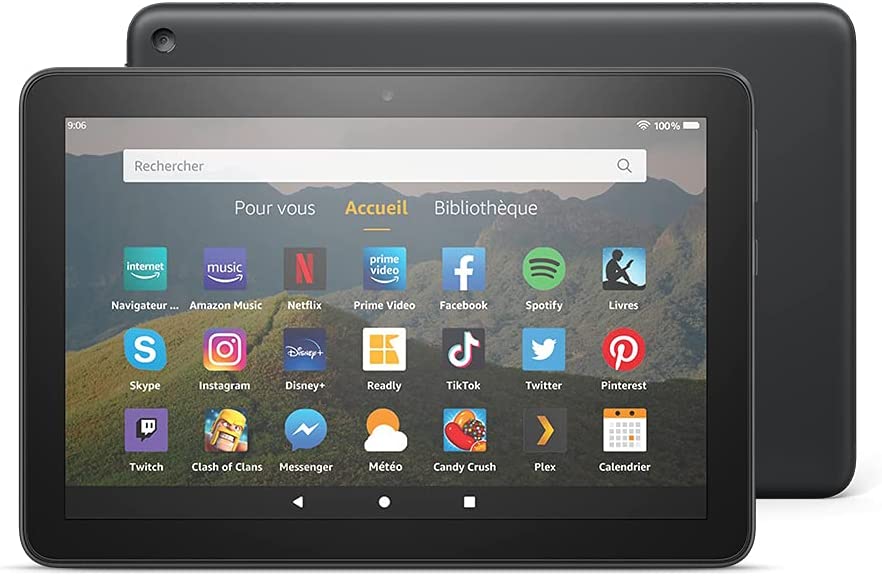 9:06
100%
Rechercher
Pour vous Accueil Bibliothèque
internet music prime video
Navigateur ... Amazon Music Netflix Prime Video Facebook Spotify Livres
Disney+
Skype Instagram Disney+ Readly TikTok Twitter Pinterest
Twitch Clash of Clans Messenger Météo Candy Crush Plex Calendrier